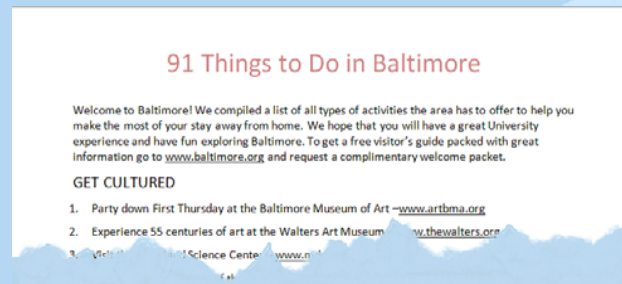 91 Things to Do in Baltimore
Welcome to Baltimore! We compiled a list of all types of activities the area has to offer to help you
make the most of your stay away from home. We hope that you will have a great University
experience and have fun exploring Baltimore. To get a free visitor's guide packed with great
information go to www.baltimore.org and request a complimentary welcome packet.
GET CULTURED
1. Party down First Thursday at the Baltimore Museum of Art –www.artbma.org
2. Experience 55 centuries of art at the Walters Art Museum w.thewalters.org
3. Visit Science Center